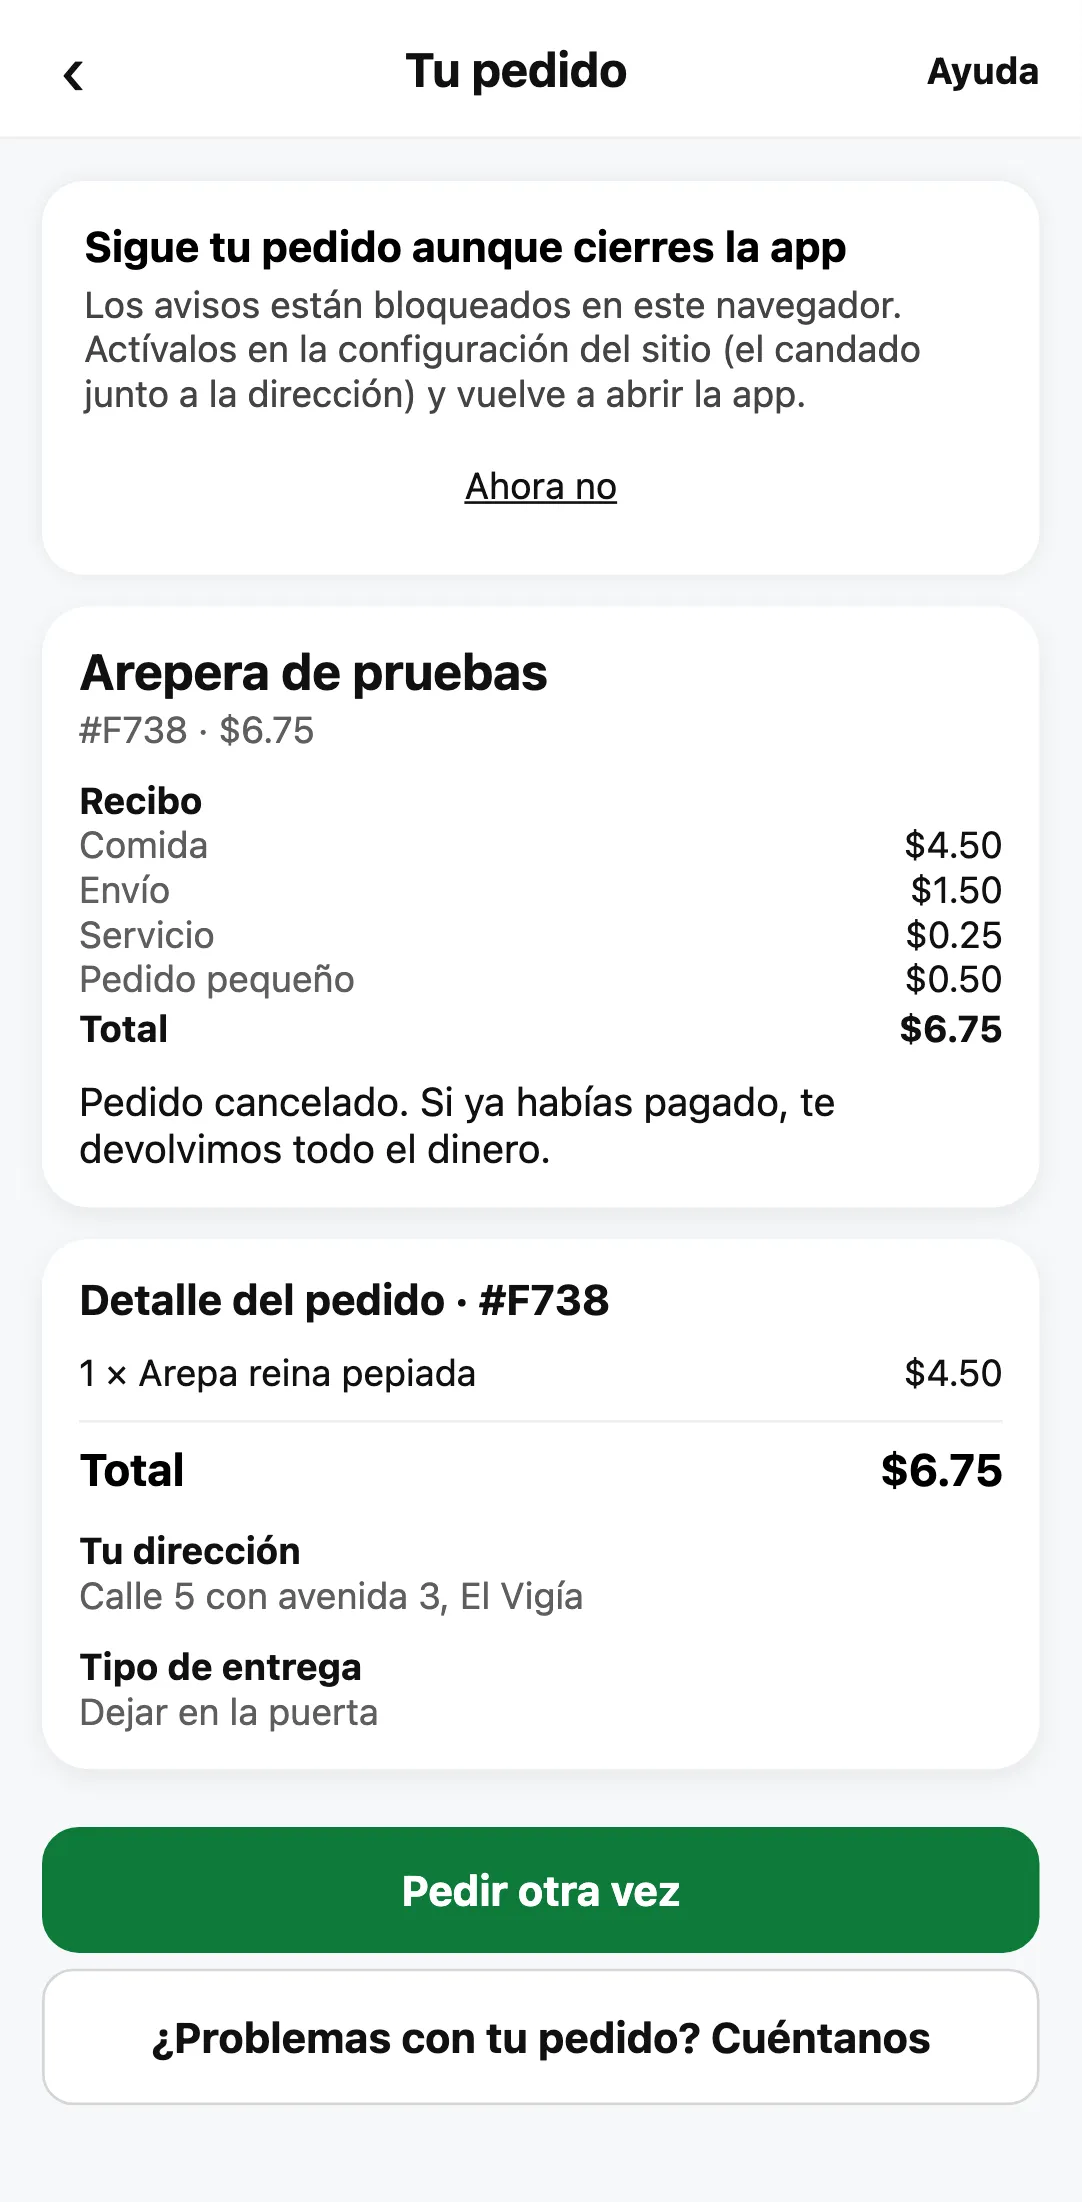 Tu pedido
Ayuda
Sigue tu pedido aunque cierres la app
Los avisos están bloqueados en este navegador.
Actívalos en la configuración del sitio (el candado
junto a la dirección) y vuelve a abrir la app.
Ahora no
Arepera de pruebas
#F738 · $6.75
Recibo
Comida $4.50
Envío $1.50
Servicio $0.25
Pedido pequeño $0.50
Total $6.75
Pedido cancelado. Si ya habías pagado, te
devolvimos todo el dinero.
Detalle del pedido · #F738
1 × Arepa reina pepiada $4.50
Total $6.75
Tu dirección
Calle 5 con avenida 3, El Vigía
Tipo de entrega
Dejar en la puerta
Pedir otra vez
¿Problemas con tu pedido? Cuéntanos